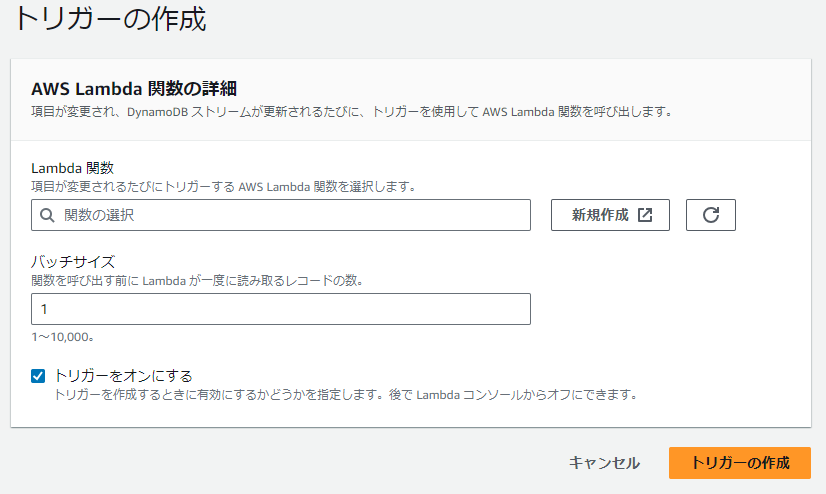 トリガーの作成
AWS Lambda 関数の詳細
項目が変更され、DynamoDB ストリームが更新されるたびに、トリガーを使用して AWS Lambda 関数を呼び出します。
Lambda 関数
項目が変更されるたびにトリガーする AWS Lambda 関数を選択します。
関数の選択
新規作成
バッチサイズ
関数を呼び出す前に Lambda が一度に読み取るレコードの数。
1
1～10,000。
トリガーをオンにする
トリガーを作成するときに有効にするかどうかを指定します。後で Lambda コンソールからオフにできます。
キャンセル
トリガーの作成